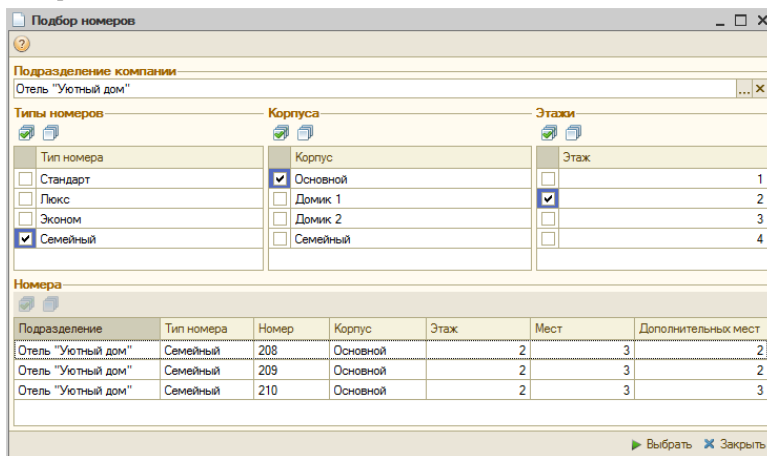 Подбор номеров
Подразделение компании
Отель "Уютный дом" ...
Типы номеров Корпуса Этажи
Тип номера Корпус Этаж
Стандарт Основной 1
Люкс Домик 1 2
Эконом Домик 2 3
Семейный Семейный 4
Номера
Подразделение Тип номера Номер Корпус Этаж Мест Дополнительных мест
Отель "Уютный дом" Семейный 208 Основной 2 3 2
Отель "Уютный дом" Семейный 209 Основной 2 3 2
Отель "Уютный дом" Семейный 210 Основной 2 3 3
Выбрать Закрыть